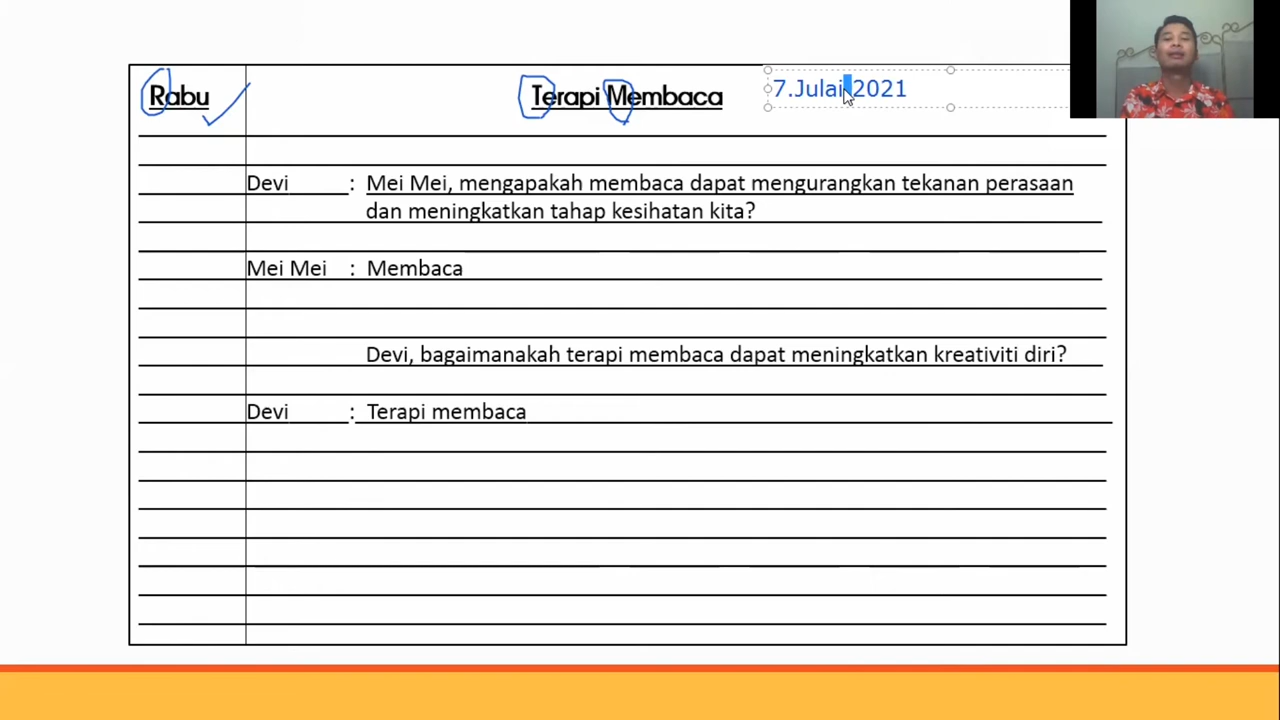 Rabu Terapi Membaca 7.Julai 2021
Devi : Mei Mei, mengapakah membaca dapat mengurangkan tekanan perasaan
dan meningkatkan tahap kesihatan kita?
Mei Mei : Membaca
Devi, bagaimanakah terapi membaca dapat meningkatkan kreativiti diri?
Devi : Terapi membaca